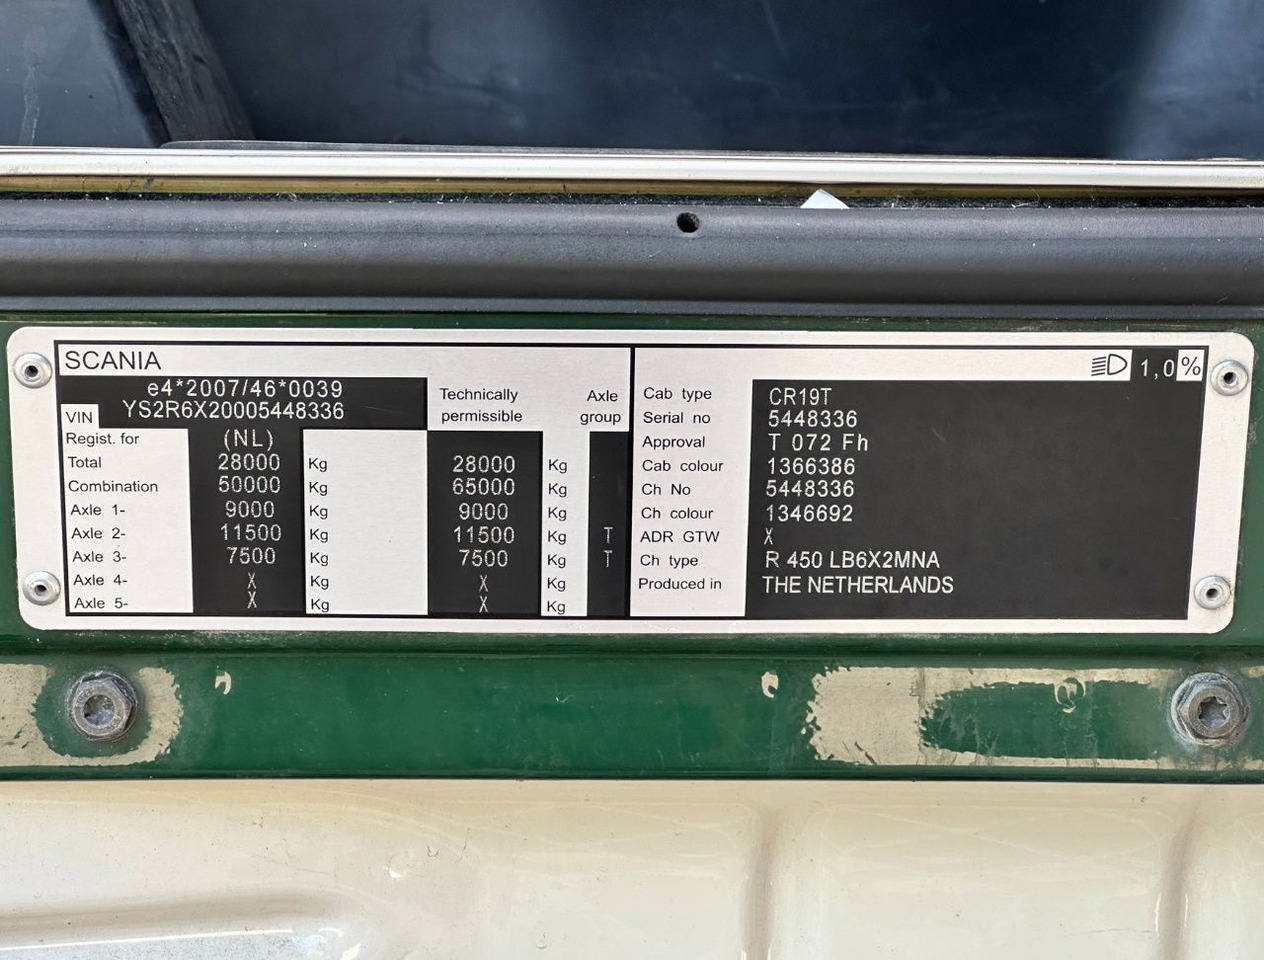 SCANIA
e4*2007/46*0039
VIN YS2R6X20005448336
Technically permissible
Axle group
Regist. for (NL)
Total 28000 Kg 28000 Kg
Combination 50000 Kg 65000 Kg
Axle 1- 9000 Kg 9000 Kg
Axle 2- 11500 Kg 11500 Kg T
Axle 3- 7500 Kg 7500 Kg T
Axle 4- X Kg X Kg
Axle 5- X Kg X Kg
1,0 %
Cab type CR19T
Serial no 5448336
Approval T 072 Fh
Cab colour 1366386
Ch No 5448336
Ch colour 1346692
ADR GTW X
Ch type R 450 LB6X2MNA
Produced in THE NETHERLANDS